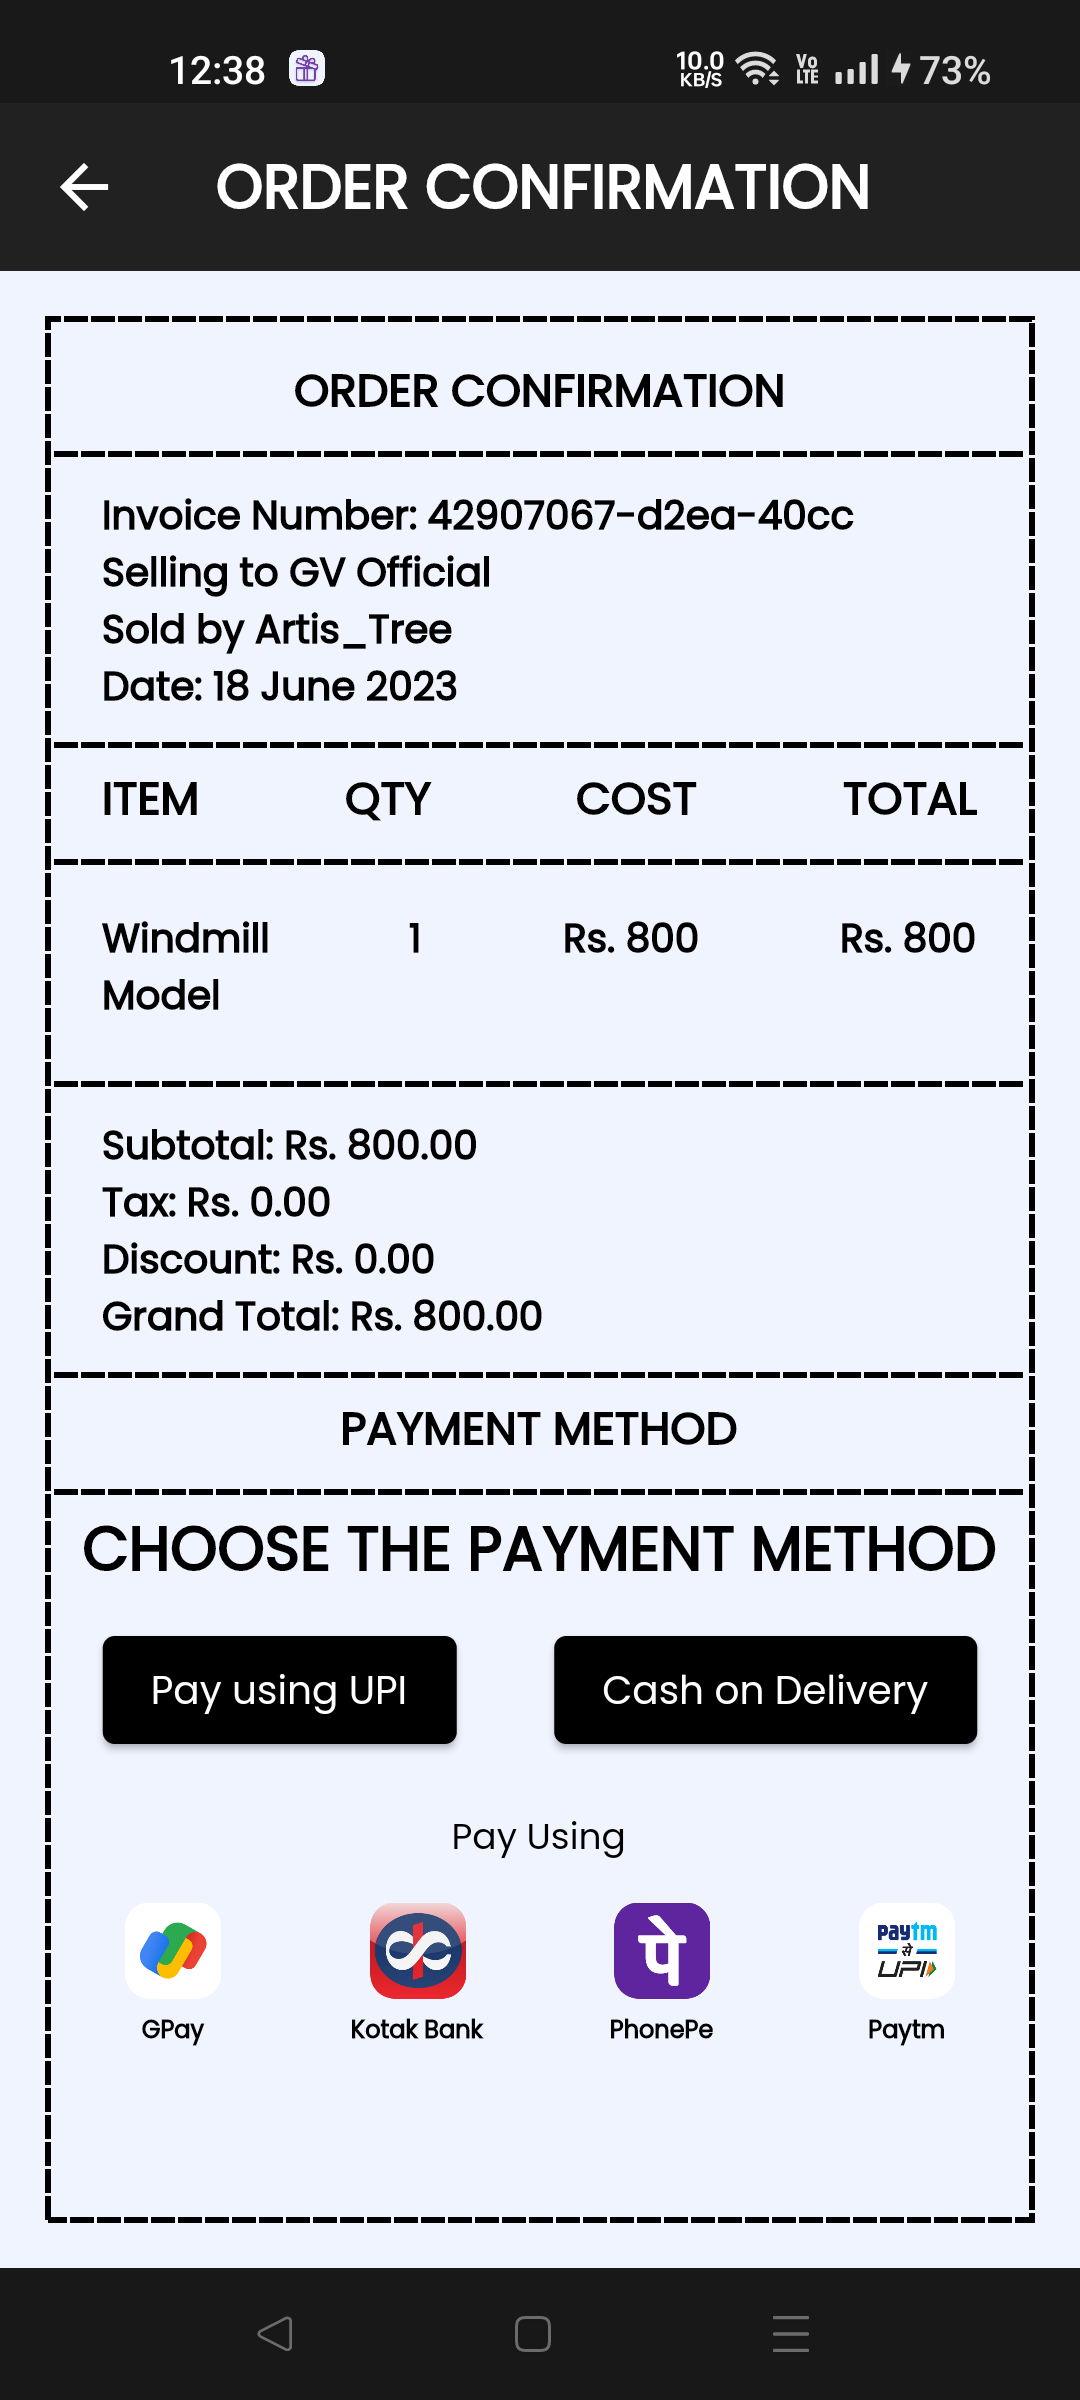 12:38 10.0 KB/S Vo LTE 73%
ORDER CONFIRMATION
ORDER CONFIRMATION
Invoice Number: 42907067-d2ea-40cc
Selling to GV Official
Sold by Artis_Tree
Date: 18 June 2023
ITEM QTY COST TOTAL
Windmill 1 Rs. 800 Rs. 800
Model
Subtotal: Rs. 800.00
Tax: Rs. 0.00
Discount: Rs. 0.00
Grand Total: Rs. 800.00
PAYMENT METHOD
CHOOSE THE PAYMENT METHOD
Pay using UPI Cash on Delivery
Pay Using
पे paytm से UPI
GPay Kotak Bank PhonePe Paytm